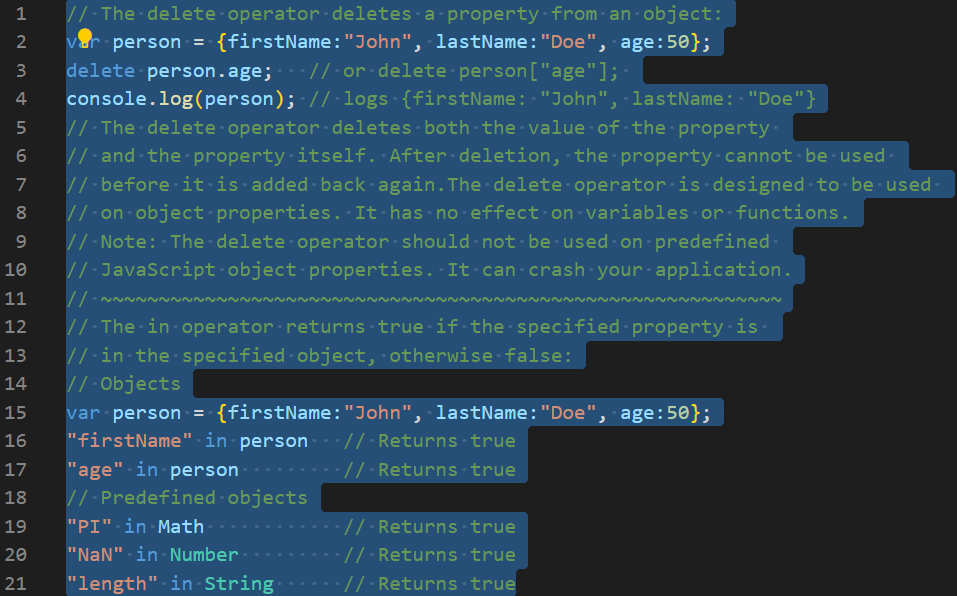 1 // The delete operator deletes a property from an object:
2 var person = {firstName:"John", lastName:"Doe", age:50};
3 delete person.age;   // or delete person["age"];
4 console.log(person); // logs {firstName: "John", lastName: "Doe"}
5 // The delete operator deletes both the value of the property
6 // and the property itself. After deletion, the property cannot be used
7 // before it is added back again.The delete operator is designed to be used
8 // on object properties. It has no effect on variables or functions.
9 // Note: The delete operator should not be used on predefined
10 // JavaScript object properties. It can crash your application.
11 // ~~~~~~~~~~~~~~~~~~~~~~~~~~~~~~~~~~~~~~~~~~~~~~~~~~~~~~~~~~~
12 // The in operator returns true if the specified property is
13 // in the specified object, otherwise false:
14 // Objects
15 var person = {firstName:"John", lastName:"Doe", age:50};
16 "firstName" in person   // Returns true
17 "age" in person         // Returns true
18 // Predefined objects
19 "PI" in Math            // Returns true
20 "NaN" in Number         // Returns true
21 "length" in String      // Returns true